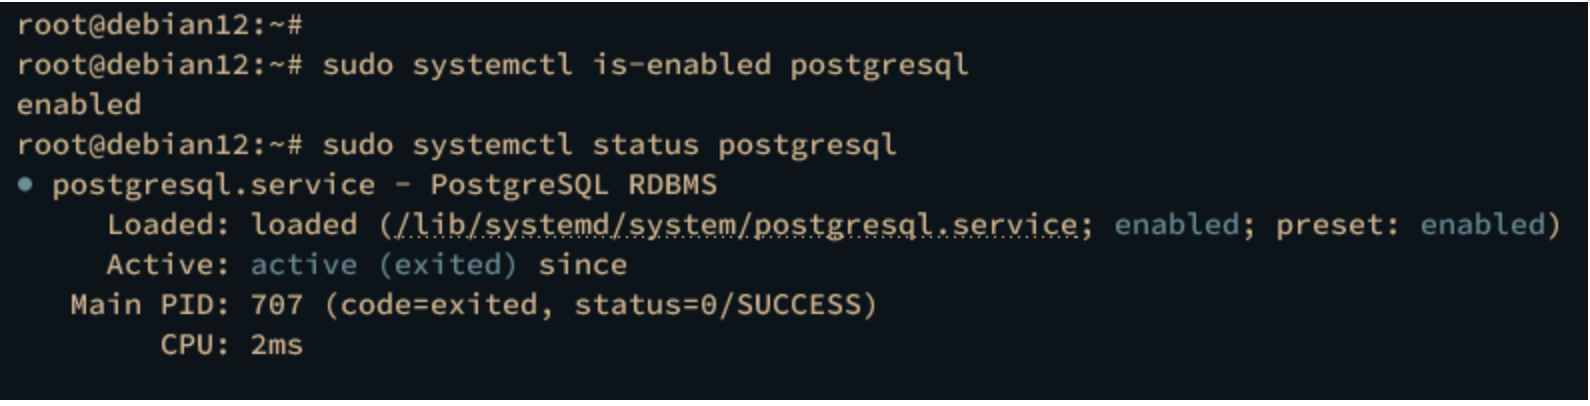 root@debian12:~#
root@debian12:~# sudo systemctl is-enabled postgresql
enabled
root@debian12:~# sudo systemctl status postgresql
● postgresql.service - PostgreSQL RDBMS
     Loaded: loaded (/lib/systemd/system/postgresql.service; enabled; preset: enabled)
     Active: active (exited) since
   Main PID: 707 (code=exited, status=0/SUCCESS)
        CPU: 2ms